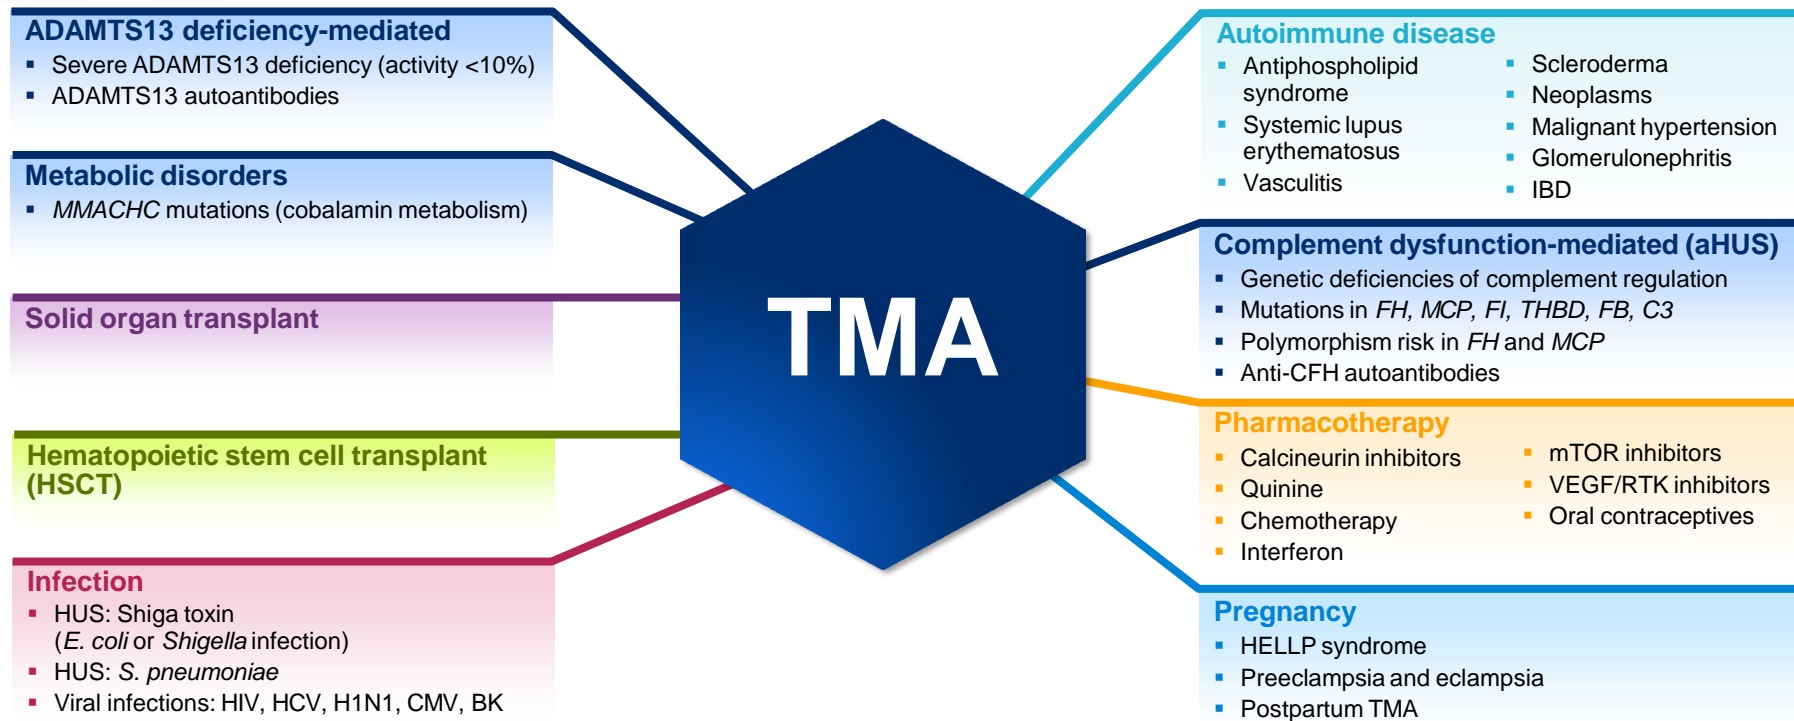 ADAMTS13 deficiency-mediated
▪ Severe ADAMTS13 deficiency (activity <10%)
▪ ADAMTS13 autoantibodies
Metabolic disorders
▪ MMACHC mutations (cobalamin metabolism)
Solid organ transplant
Hematopoietic stem cell transplant
(HSCT)
Infection
▪ HUS: Shiga toxin
(E. coli or Shigella infection)
▪ HUS: S. pneumoniae
▪ Viral infections: HIV, HCV, H1N1, CMV, BK
TMA
Autoimmune disease
▪ Antiphospholipid
syndrome
▪ Systemic lupus
erythematosus
▪ Vasculitis
▪ Scleroderma
▪ Neoplasms
▪ Malignant hypertension
▪ Glomerulonephritis
▪ IBD
Complement dysfunction-mediated (aHUS)
▪ Genetic deficiencies of complement regulation
▪ Mutations in FH, MCP, FI, THBD, FB, C3
▪ Polymorphism risk in FH and MCP
▪ Anti-CFH autoantibodies
Pharmacotherapy
▪ Calcineurin inhibitors
▪ Quinine
▪ Chemotherapy
▪ Interferon
▪ mTOR inhibitors
▪ VEGF/RTK inhibitors
▪ Oral contraceptives
Pregnancy
▪ HELLP syndrome
▪ Preeclampsia and eclampsia
▪ Postpartum TMA